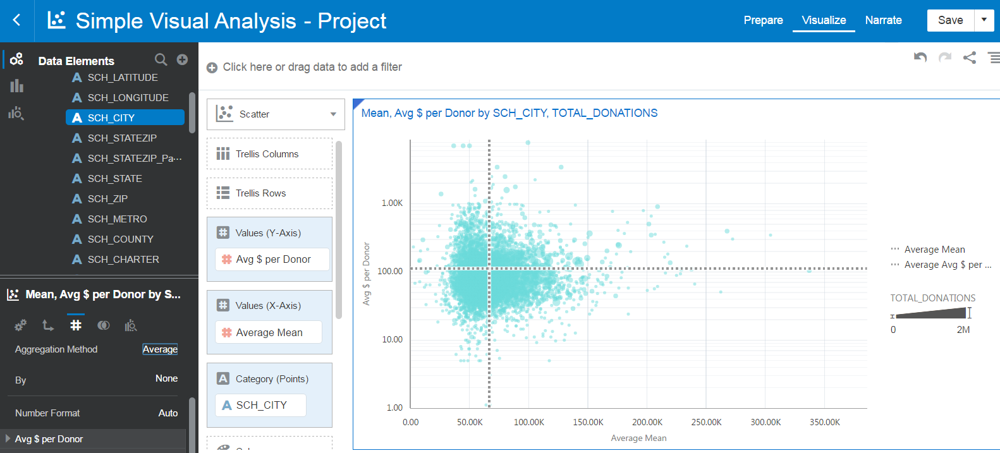 Simple Visual Analysis - Project
Prepare
Visualize
Narrate
Save
Data Elements
SCH_LATITUDE
SCH_LONGITUDE
SCH_CITY
SCH_STATEZIP
SCH_STATEZIP_Pa···
SCH_STATE
SCH_ZIP
SCH_METRO
SCH_COUNTY
SCH_CHARTER
Mean, Avg $ per Donor by S...
Aggregation Method
Average
By
None
Number Format
Auto
Avg $ per Donor
Click here or drag data to add a filter
Scatter
Trellis Columns
Trellis Rows
Values (Y-Axis)
Avg $ per Donor
Values (X-Axis)
Average Mean
Category (Points)
A SCH_CITY
Mean, Avg $ per Donor by SCH_CITY, TOTAL_DONATIONS
Avg $ per Donor
1.00K
100.00
10.00
1.00
0.00
50.00K
100.00K
150.00K
200.00K
250.00K
300.00K
350.00K
Average Mean
Average Mean
Average Avg $ per ...
TOTAL_DONATIONS
0
2M